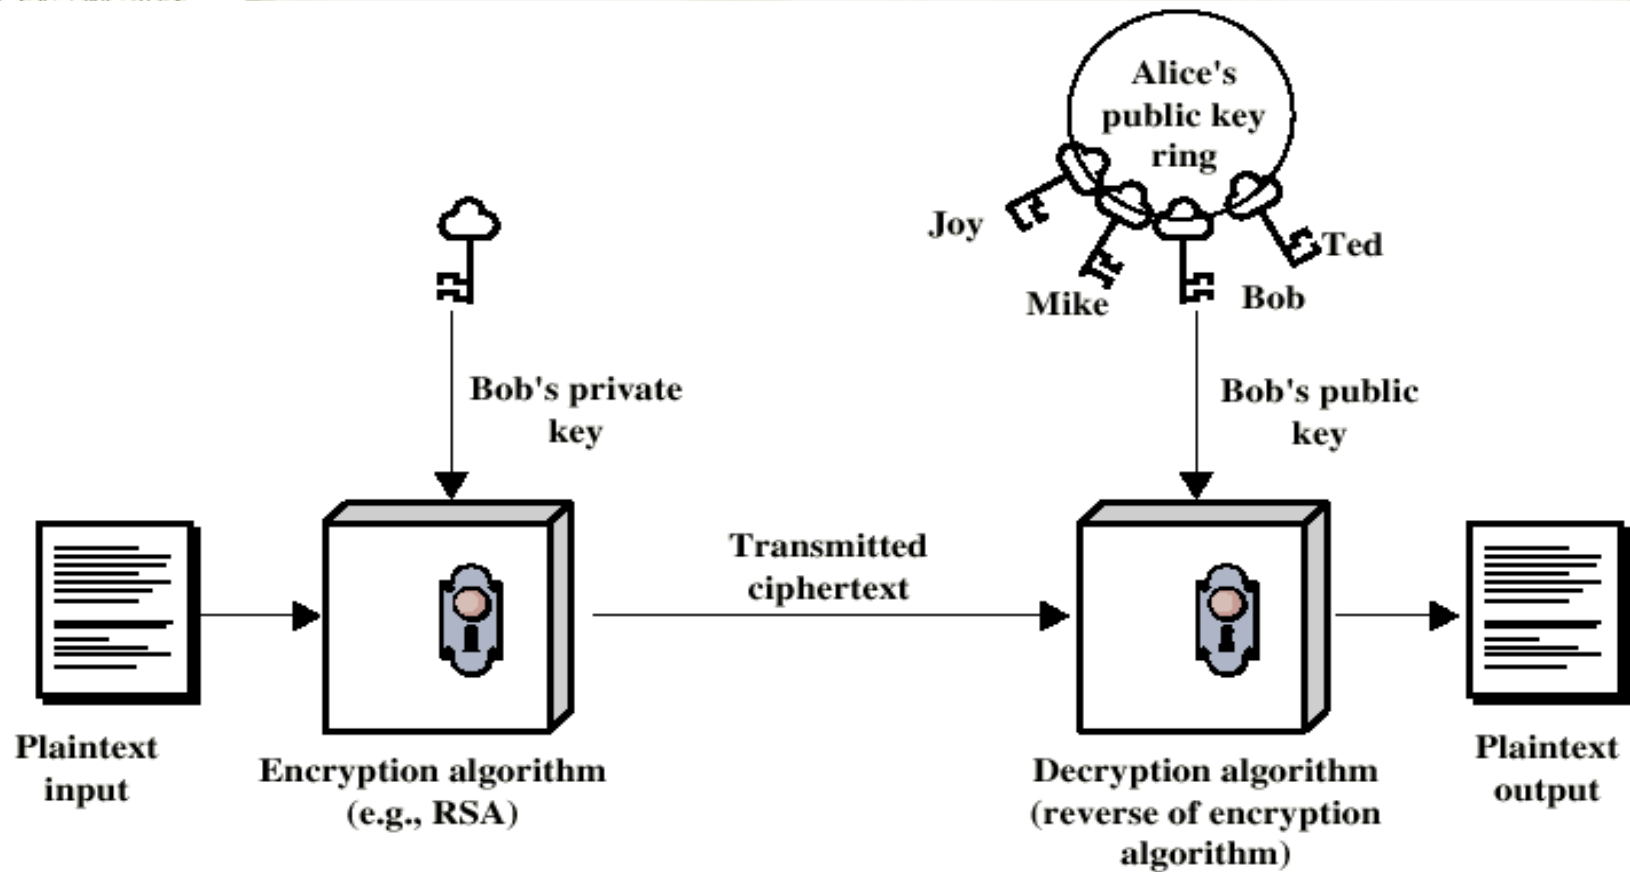 Alice's
public key
ring
Joy
Ted
Mike
Bob
Bob's private
key
Bob's public
key
Transmitted
ciphertext
Plaintext
input
Encryption algorithm
(e.g., RSA)
Decryption algorithm
(reverse of encryption
algorithm)
Plaintext
output